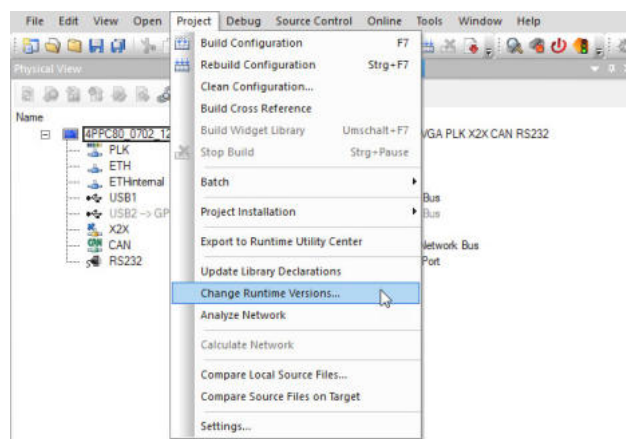 File Edit View Open Project Debug Source Control Online Tools Window Help
Physical View
Name
4PPC80_0702_12
PLK
ETH
ETHinternal
USB1
USB2 -> GP
X2X
CAN
RS232
Build Configuration F7
Rebuild Configuration Strg+F7
Clean Configuration...
Build Cross Reference
Build Widget Library Umschalt+F7
Stop Build Strg+Pause
Batch
Project Installation
Export to Runtime Utility Center
Update Library Declarations
Change Runtime Versions...
Analyze Network
Calculate Network
Compare Local Source Files...
Compare Source Files on Target
Settings...
VGA PLK X2X CAN RS232
Bus
Bus
Network Bus
Port